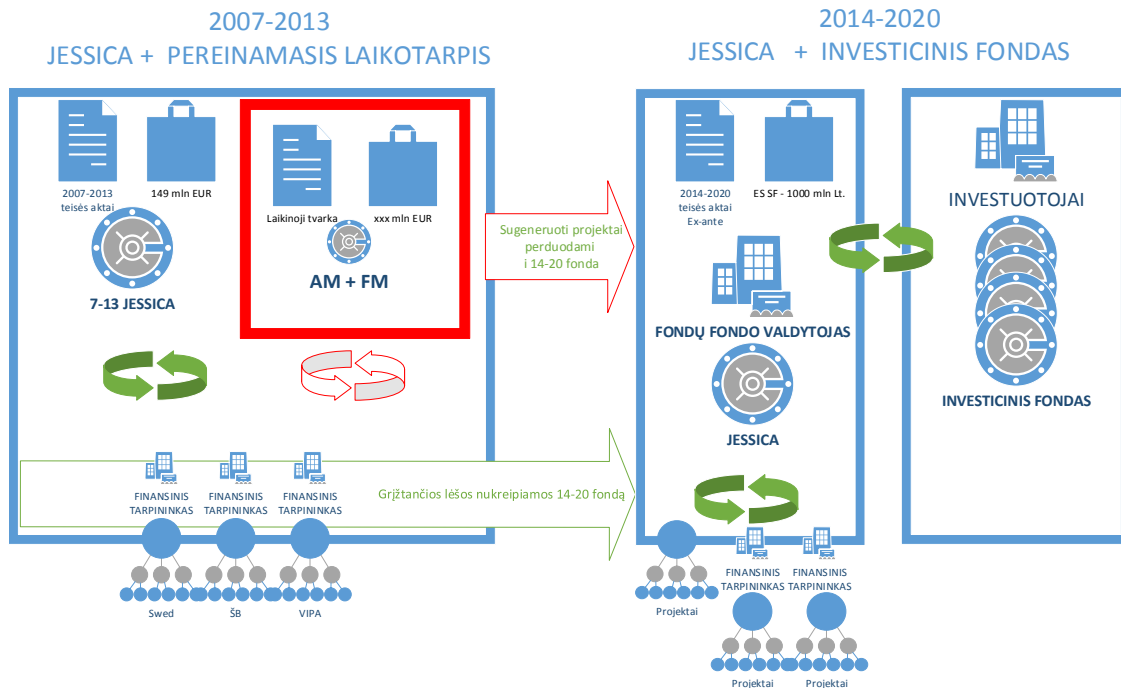 2007-2013
JESSICA + PEREINAMASIS LAIKOTARPIS
2007-2013
teisės aktai
149 mln EUR
7-13 JESSICA
Laikinoji tvarka
xxx mln EUR
AM + FM
Sugeneruoti projektai
perduodami
i 14-20 fonda
Grįžtančios lėšos nukreipiamos 14-20 fondą
FINANSINIS
TARPININKAS
Swed
FINANSINIS
TARPININKAS
ŠB
FINANSINIS
TARPININKAS
VIPA
2014-2020
JESSICA + INVESTICINIS FONDAS
2014-2020
teisės aktai
Ex-ante
ES SF - 1000 mln Lt.
FONDŲ FONDO VALDYTOJAS
JESSICA
Projektai
FINANSINIS
TARPININKAS
Projektai
FINANSINIS
TARPININKAS
Projektai
INVESTUOTOJAI
INVESTICINIS FONDAS